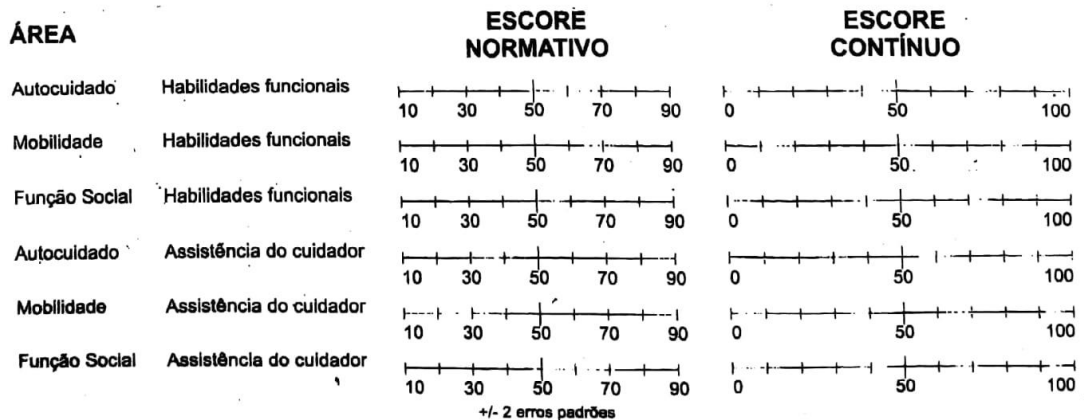 ÁREA
ESCORE NORMATIVO
ESCORE CONTÍNUO
Autocuidado Habilidades funcionais
10 30 50 70 90
0 50 100
Mobilidade Habilidades funcionais
10 30 50 70 90
0 50 100
Função Social Habilidades funcionais
10 30 50 70 90
0 50 100
Autocuidado Assistência do cuidador
10 30 50 70 90
0 50 100
Mobilidade Assistência do cuidador
10 30 50 70 90
0 50 100
Função Social Assistência do cuidador
10 30 50 70 90
0 50 100
+/- 2 erros padrões